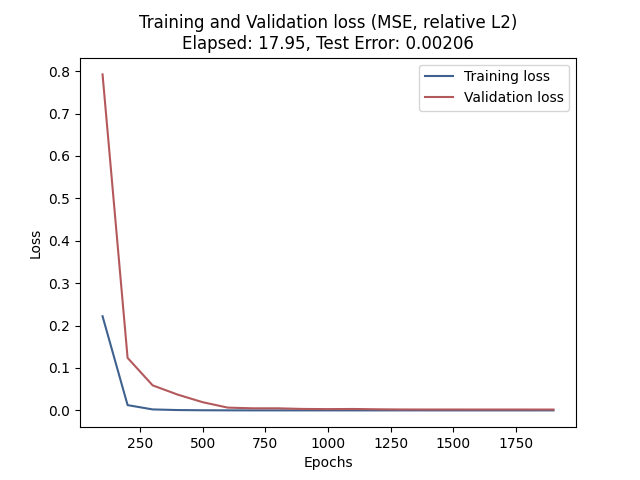 Training and Validation loss (MSE, relative L2)
Elapsed: 17.95, Test Error: 0.00206
Training loss
Validation loss
0.8
0.7
0.6
0.5
0.4
0.3
0.2
0.1
0.0
Loss
250 500 750 1000 1250 1500 1750
Epochs